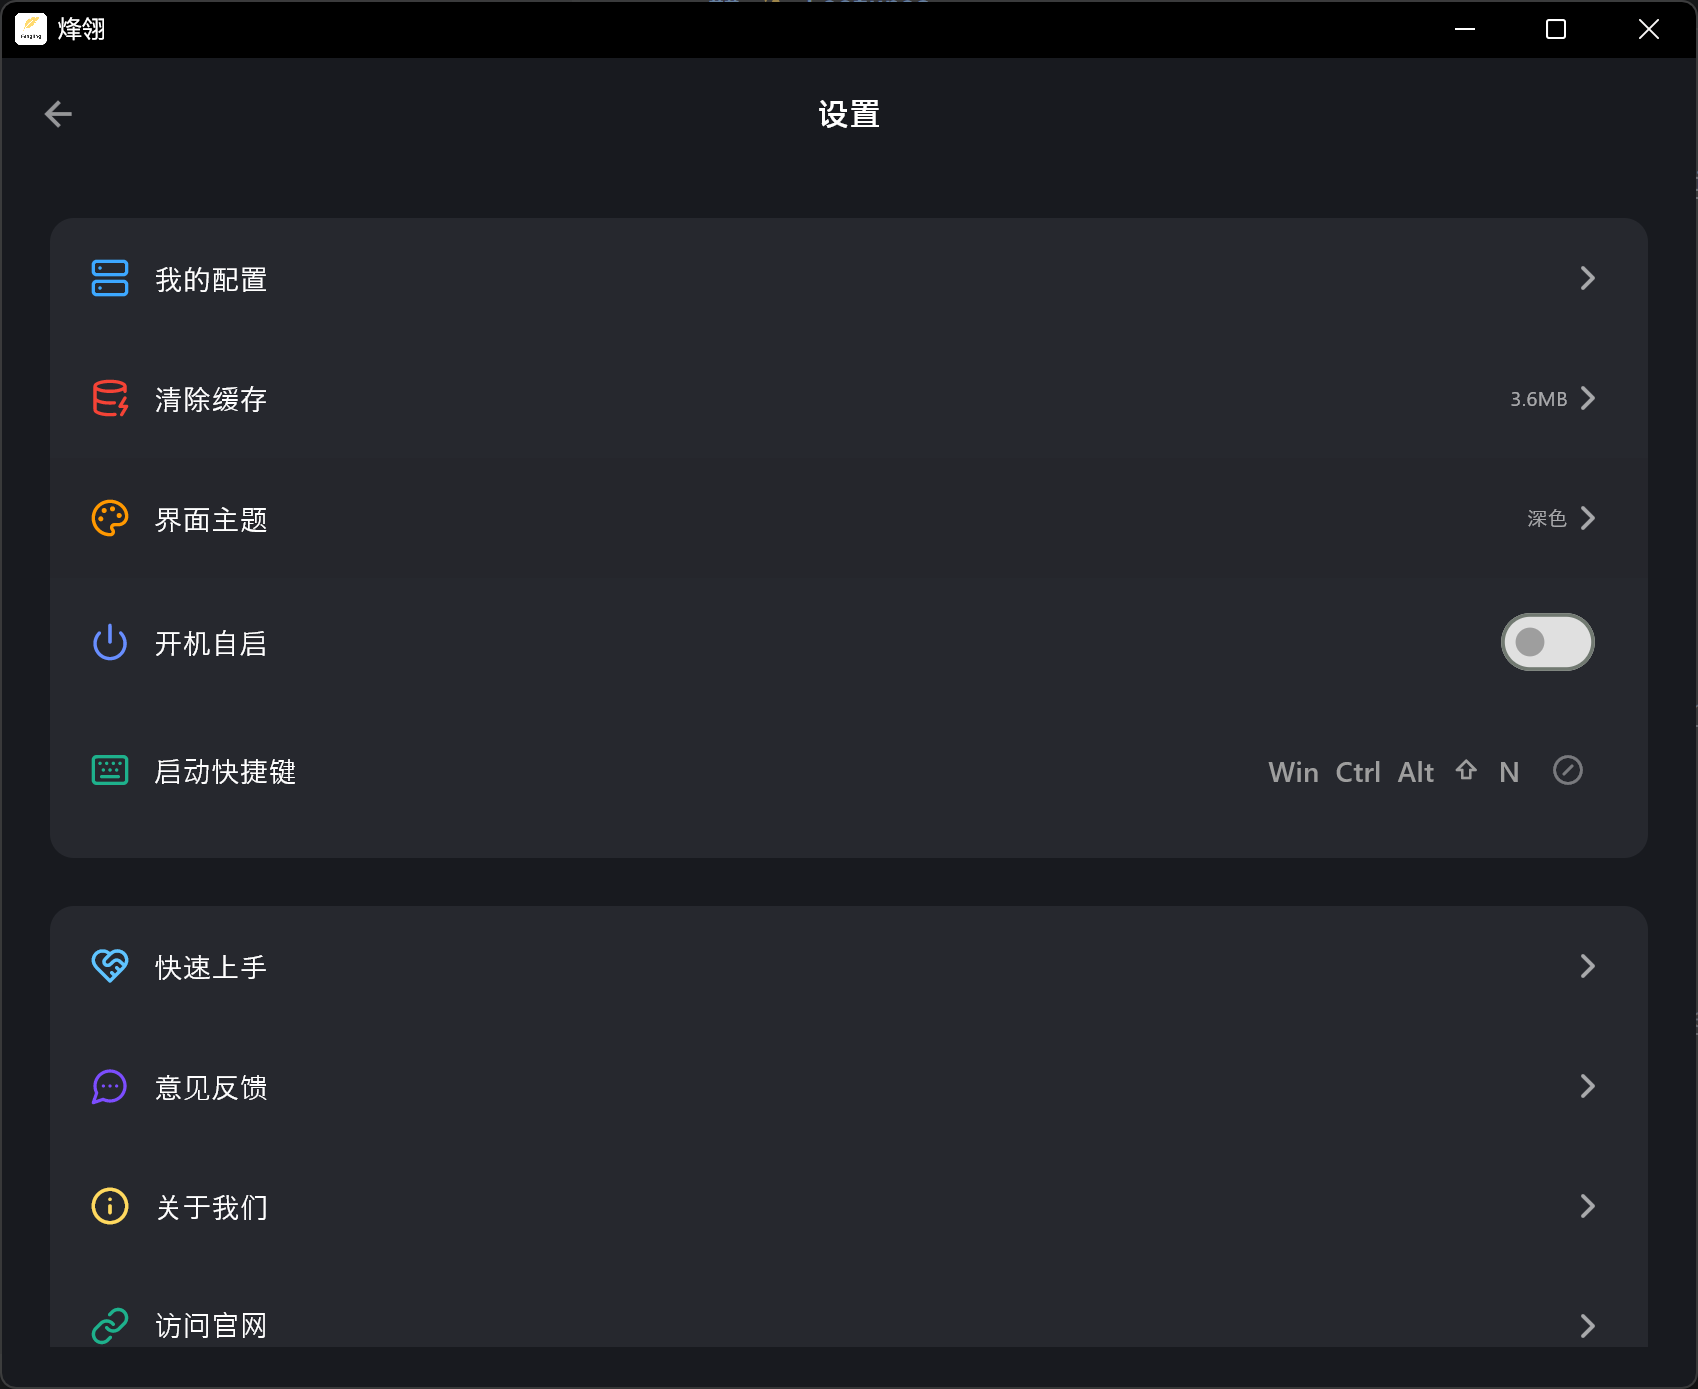 烽翎
设置
我的配置
清除缓存 3.6MB
界面主题 深色
开机自启
启动快捷键 Win Ctrl Alt N
快速上手
意见反馈
关于我们
访问官网